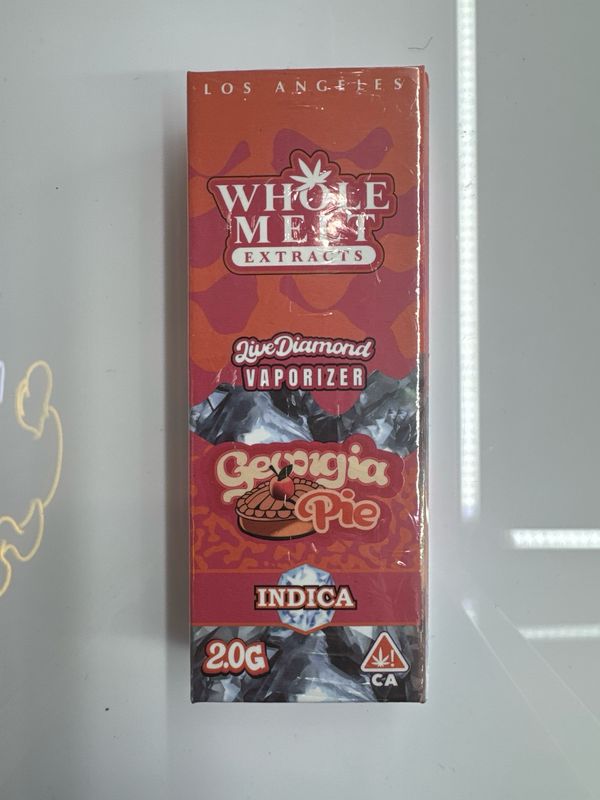 LOS ANGELES
WHOLE
MELT
EXTRACTS
Live Diamond
VAPORIZER
Georgia
Pie
INDICA
2.0G
!
CA